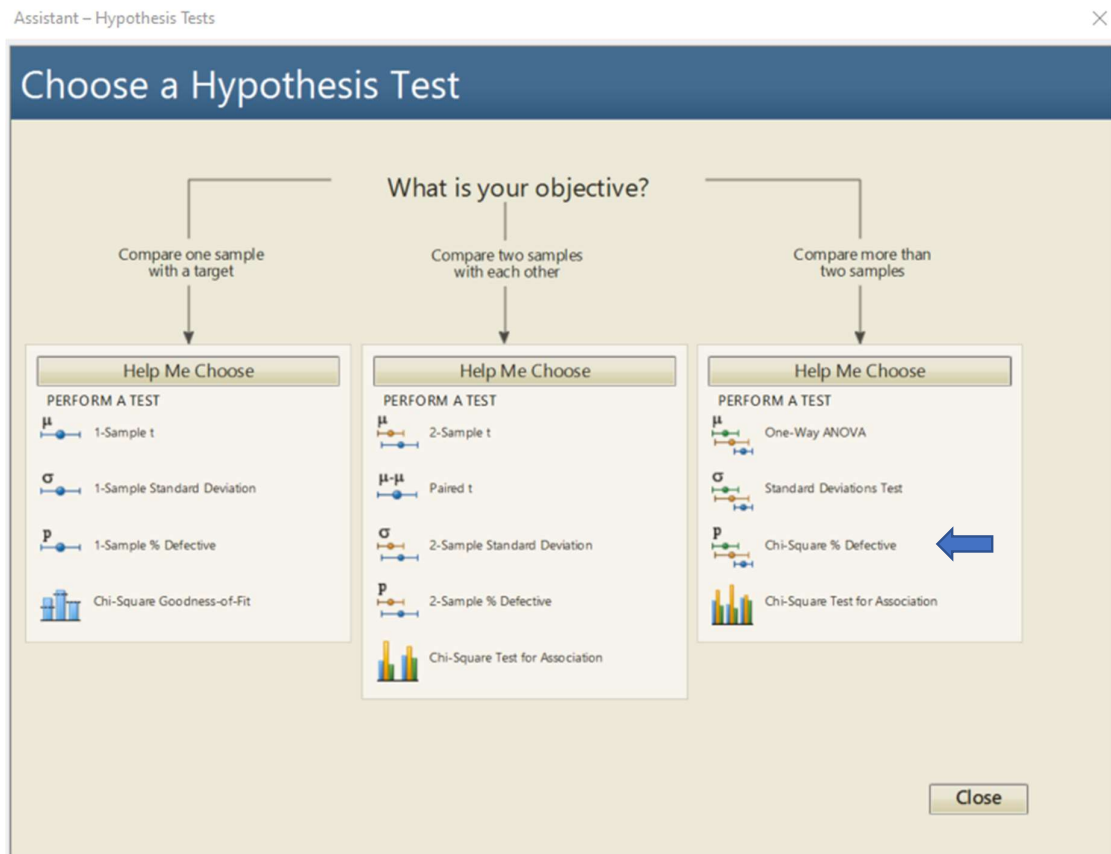 Assistant – Hypothesis Tests
Choose a Hypothesis Test
What is your objective?
Compare one sample
with a target
Compare two samples
with each other
Compare more than
two samples
Help Me Choose
PERFORM A TEST
μ
1-Sample t
σ
1-Sample Standard Deviation
P
1-Sample % Defective
Chi-Square Goodness-of-Fit
Help Me Choose
PERFORM A TEST
μ
2-Sample t
μ-μ
Paired t
σ
2-Sample Standard Deviation
P
2-Sample % Defective
Chi-Square Test for Association
Help Me Choose
PERFORM A TEST
μ
One-Way ANOVA
σ
Standard Deviations Test
P
Chi-Square % Defective
Chi-Square Test for Association
Close